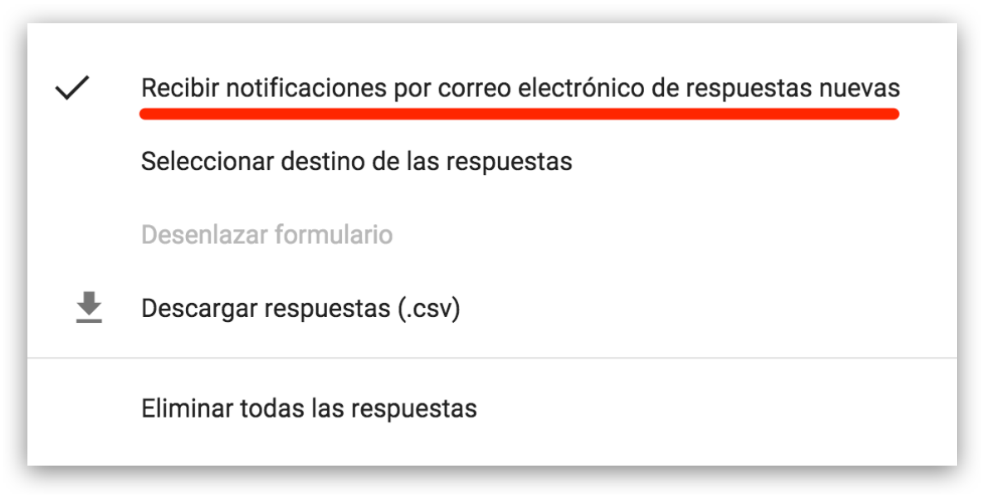 Recibir notificaciones por correo electrónico de respuestas nuevas
Seleccionar destino de las respuestas
Desenlazar formulario
Descargar respuestas (.csv)
Eliminar todas las respuestas